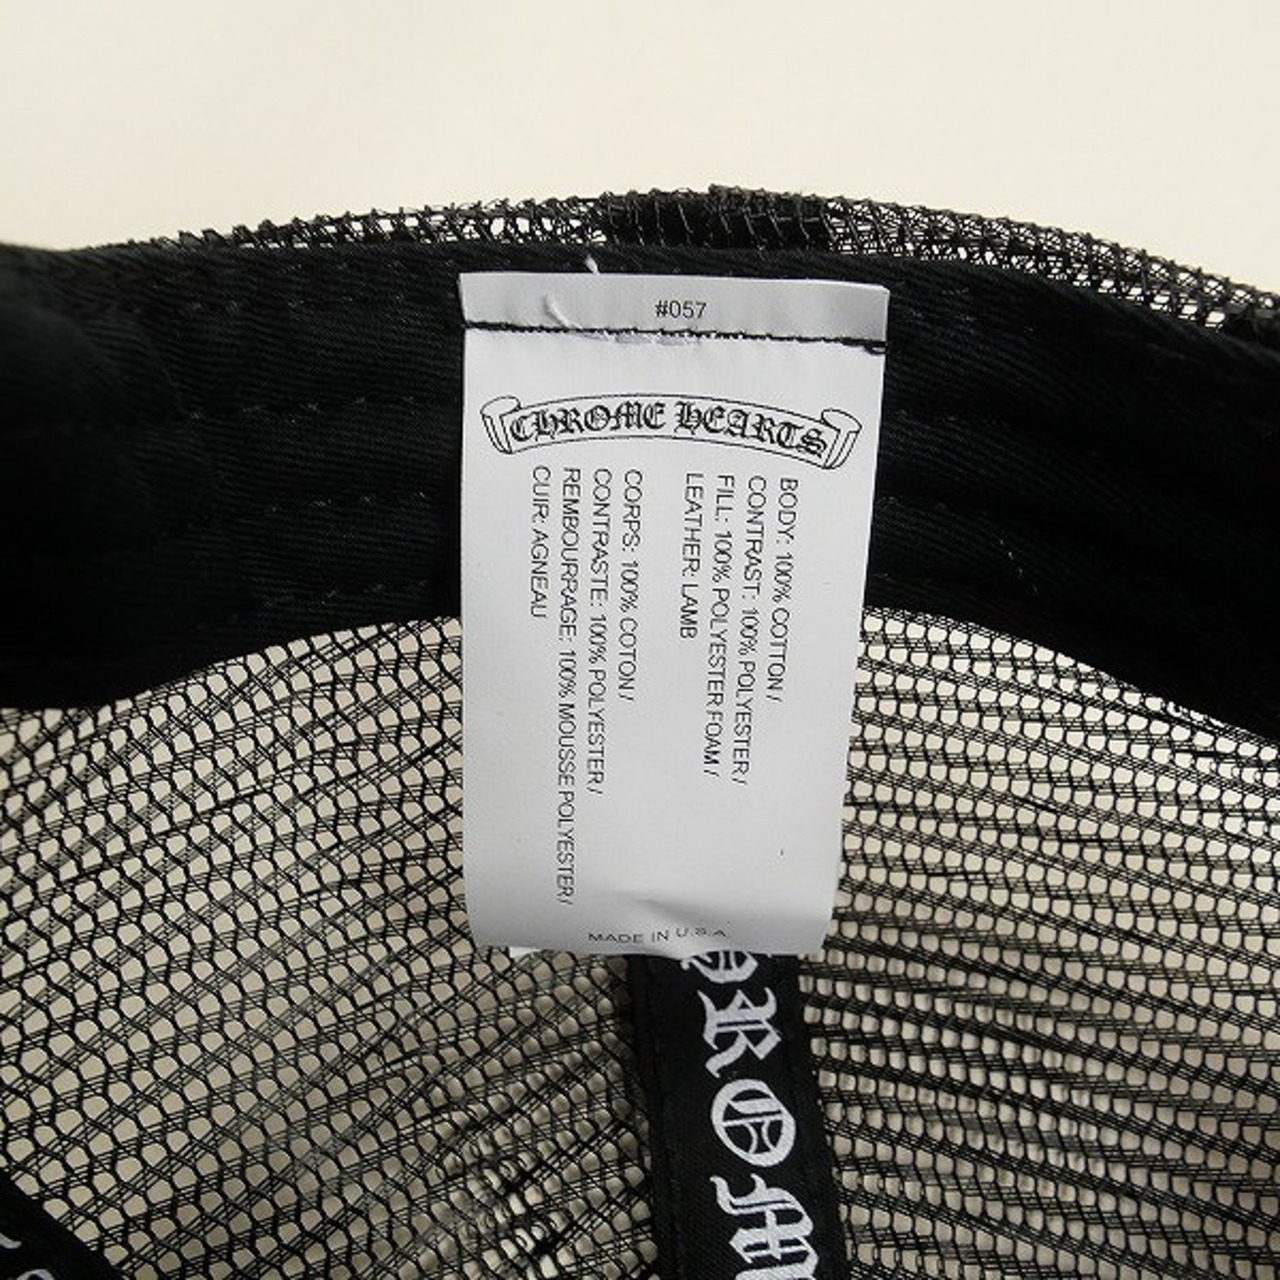 #057
CHROME HEARTS
BODY: 100% COTTON /
CONTRAST: 100% POLYESTER /
FILL: 100% POLYESTER FOAM /
LEATHER: LAMB
CORPS: 100% COTON /
CONTRASTE: 100% POLYESTER /
REMBOURRAGE: 100% MOUSSE POLYESTER /
CUIR: AGNEAU
MADE IN U.S.A.
ROM